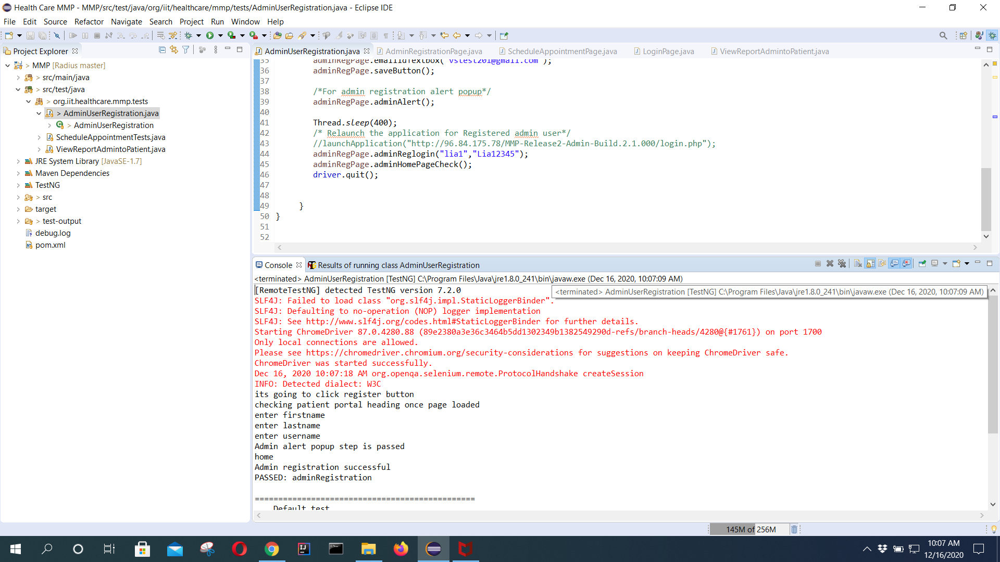 Health Care MMP - MMP/src/test/java/org/iit/healthcare/mmp/tests/AdminUserRegistration.java - Eclipse IDE
File Edit Source Refactor Navigate Search Project Run Window Help
Project Explorer
> MMP [Radius master]
> src/main/java
> src/test/java
> org.iit.healthcare.mmp.tests
> AdminUserRegistration.java
> AdminUserRegistration
ScheduleAppointmentTests.java
ViewReportAdmintoPatient.java
JRE System Library [JavaSE-1.7]
Maven Dependencies
TestNG
> src
target
> test-output
debug.log
pom.xml
AdminUserRegistration.java AdminRegistrationPage.java ScheduleAppointmentPage.java LoginPage.java ViewReportAdmintoPatient.java
35 adminRegPage.emailidTextbox("vstest201@gmail.com");
36 adminRegPage.saveButton();
37
38 /*For admin registration alert popup*/
39 adminRegPage.adminAlert();
40
41 Thread.sleep(400);
42 /* Relaunch the application for Registered admin user*/
43 //launchApplication("http://96.84.175.78/MMP-Release2-Admin-Build.2.1.000/login.php");
44 adminRegPage.adminReglogin("lia1","Lia12345");
45 adminRegPage.adminHomePageCheck();
46 driver.quit();
47
48
49 }
50 }
51
52
Console Results of running class AdminUserRegistration
<terminated> AdminUserRegistration [TestNG] C:\Program Files\Java\jre1.8.0_241\bin\javaw.exe (Dec 16, 2020, 10:07:09 AM)
[RemoteTestNG] detected TestNG version 7.2.0
<terminated> AdminUserRegistration [TestNG] C:\Program Files\Java\jre1.8.0_241\bin\javaw.exe (Dec 16, 2020, 10:07:09 AM)
SLF4J: Failed to load class "org.slf4j.impl.StaticLoggerBinder".
SLF4J: Defaulting to no-operation (NOP) logger implementation
SLF4J: See http://www.slf4j.org/codes.html#StaticLoggerBinder for further details.
Starting ChromeDriver 87.0.4280.88 (89e2380a3e36c3464b5dd1302349b1382549290d-refs/branch-heads/4280@{#1761}) on port 1700
Only local connections are allowed.
Please see https://chromedriver.chromium.org/security-considerations for suggestions on keeping ChromeDriver safe.
ChromeDriver was started successfully.
Dec 16, 2020 10:07:18 AM org.openqa.selenium.remote.ProtocolHandshake createSession
INFO: Detected dialect: W3C
its going to click register button
checking patient portal heading once page loaded
enter firstname
enter lastname
enter username
Admin alert popup step is passed
home
Admin registration successful
PASSED: adminRegistration
===============================================
Default test
145M of 256M
10:07 AM
12/16/2020